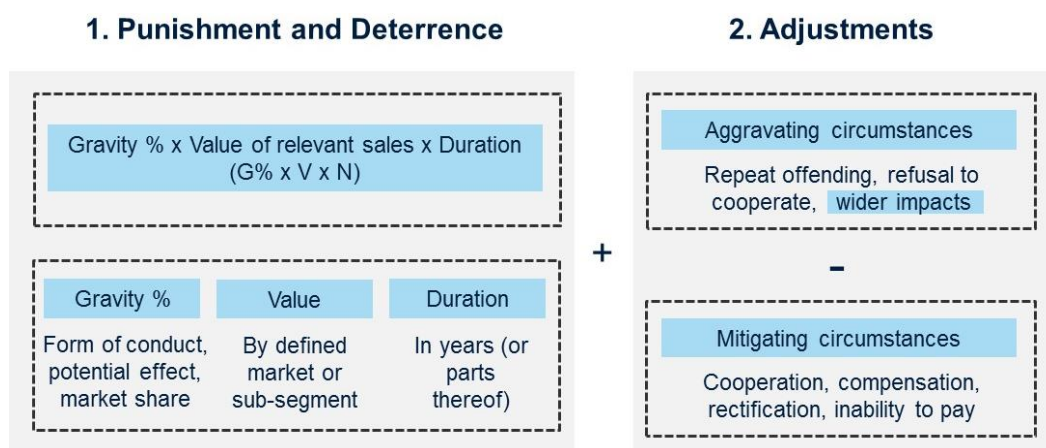 1. Punishment and Deterrence
Gravity % x Value of relevant sales x Duration
(G% x V x N)
Gravity %
Form of conduct,
potential effect,
market share
Value
By defined
market or
sub-segment
Duration
In years (or
parts
thereof)
+
2. Adjustments
Aggravating circumstances
Repeat offending, refusal to
cooperate, wider impacts
-
Mitigating circumstances
Cooperation, compensation,
rectification, inability to pay